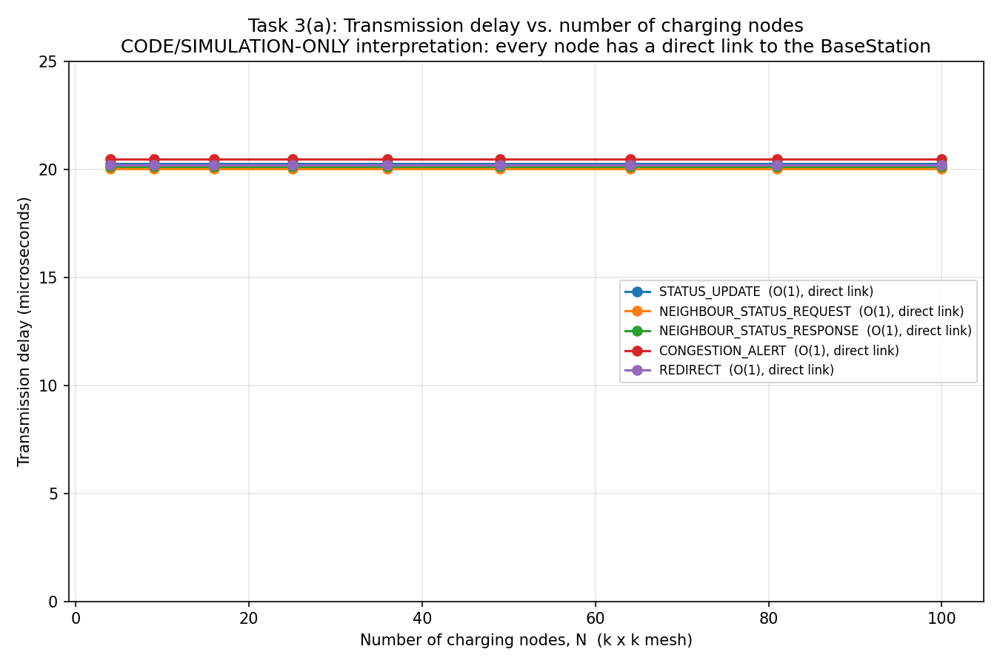 Task 3(a): Transmission delay vs. number of charging nodes
CODE/SIMULATION-ONLY interpretation: every node has a direct link to the BaseStation
25
20
15
10
5
0
Transmission delay (microseconds)
STATUS_UPDATE (O(1), direct link)
NEIGHBOUR_STATUS_REQUEST (O(1), direct link)
NEIGHBOUR_STATUS_RESPONSE (O(1), direct link)
CONGESTION_ALERT (O(1), direct link)
REDIRECT (O(1), direct link)
0 20 40 60 80 100
Number of charging nodes, N (k x k mesh)